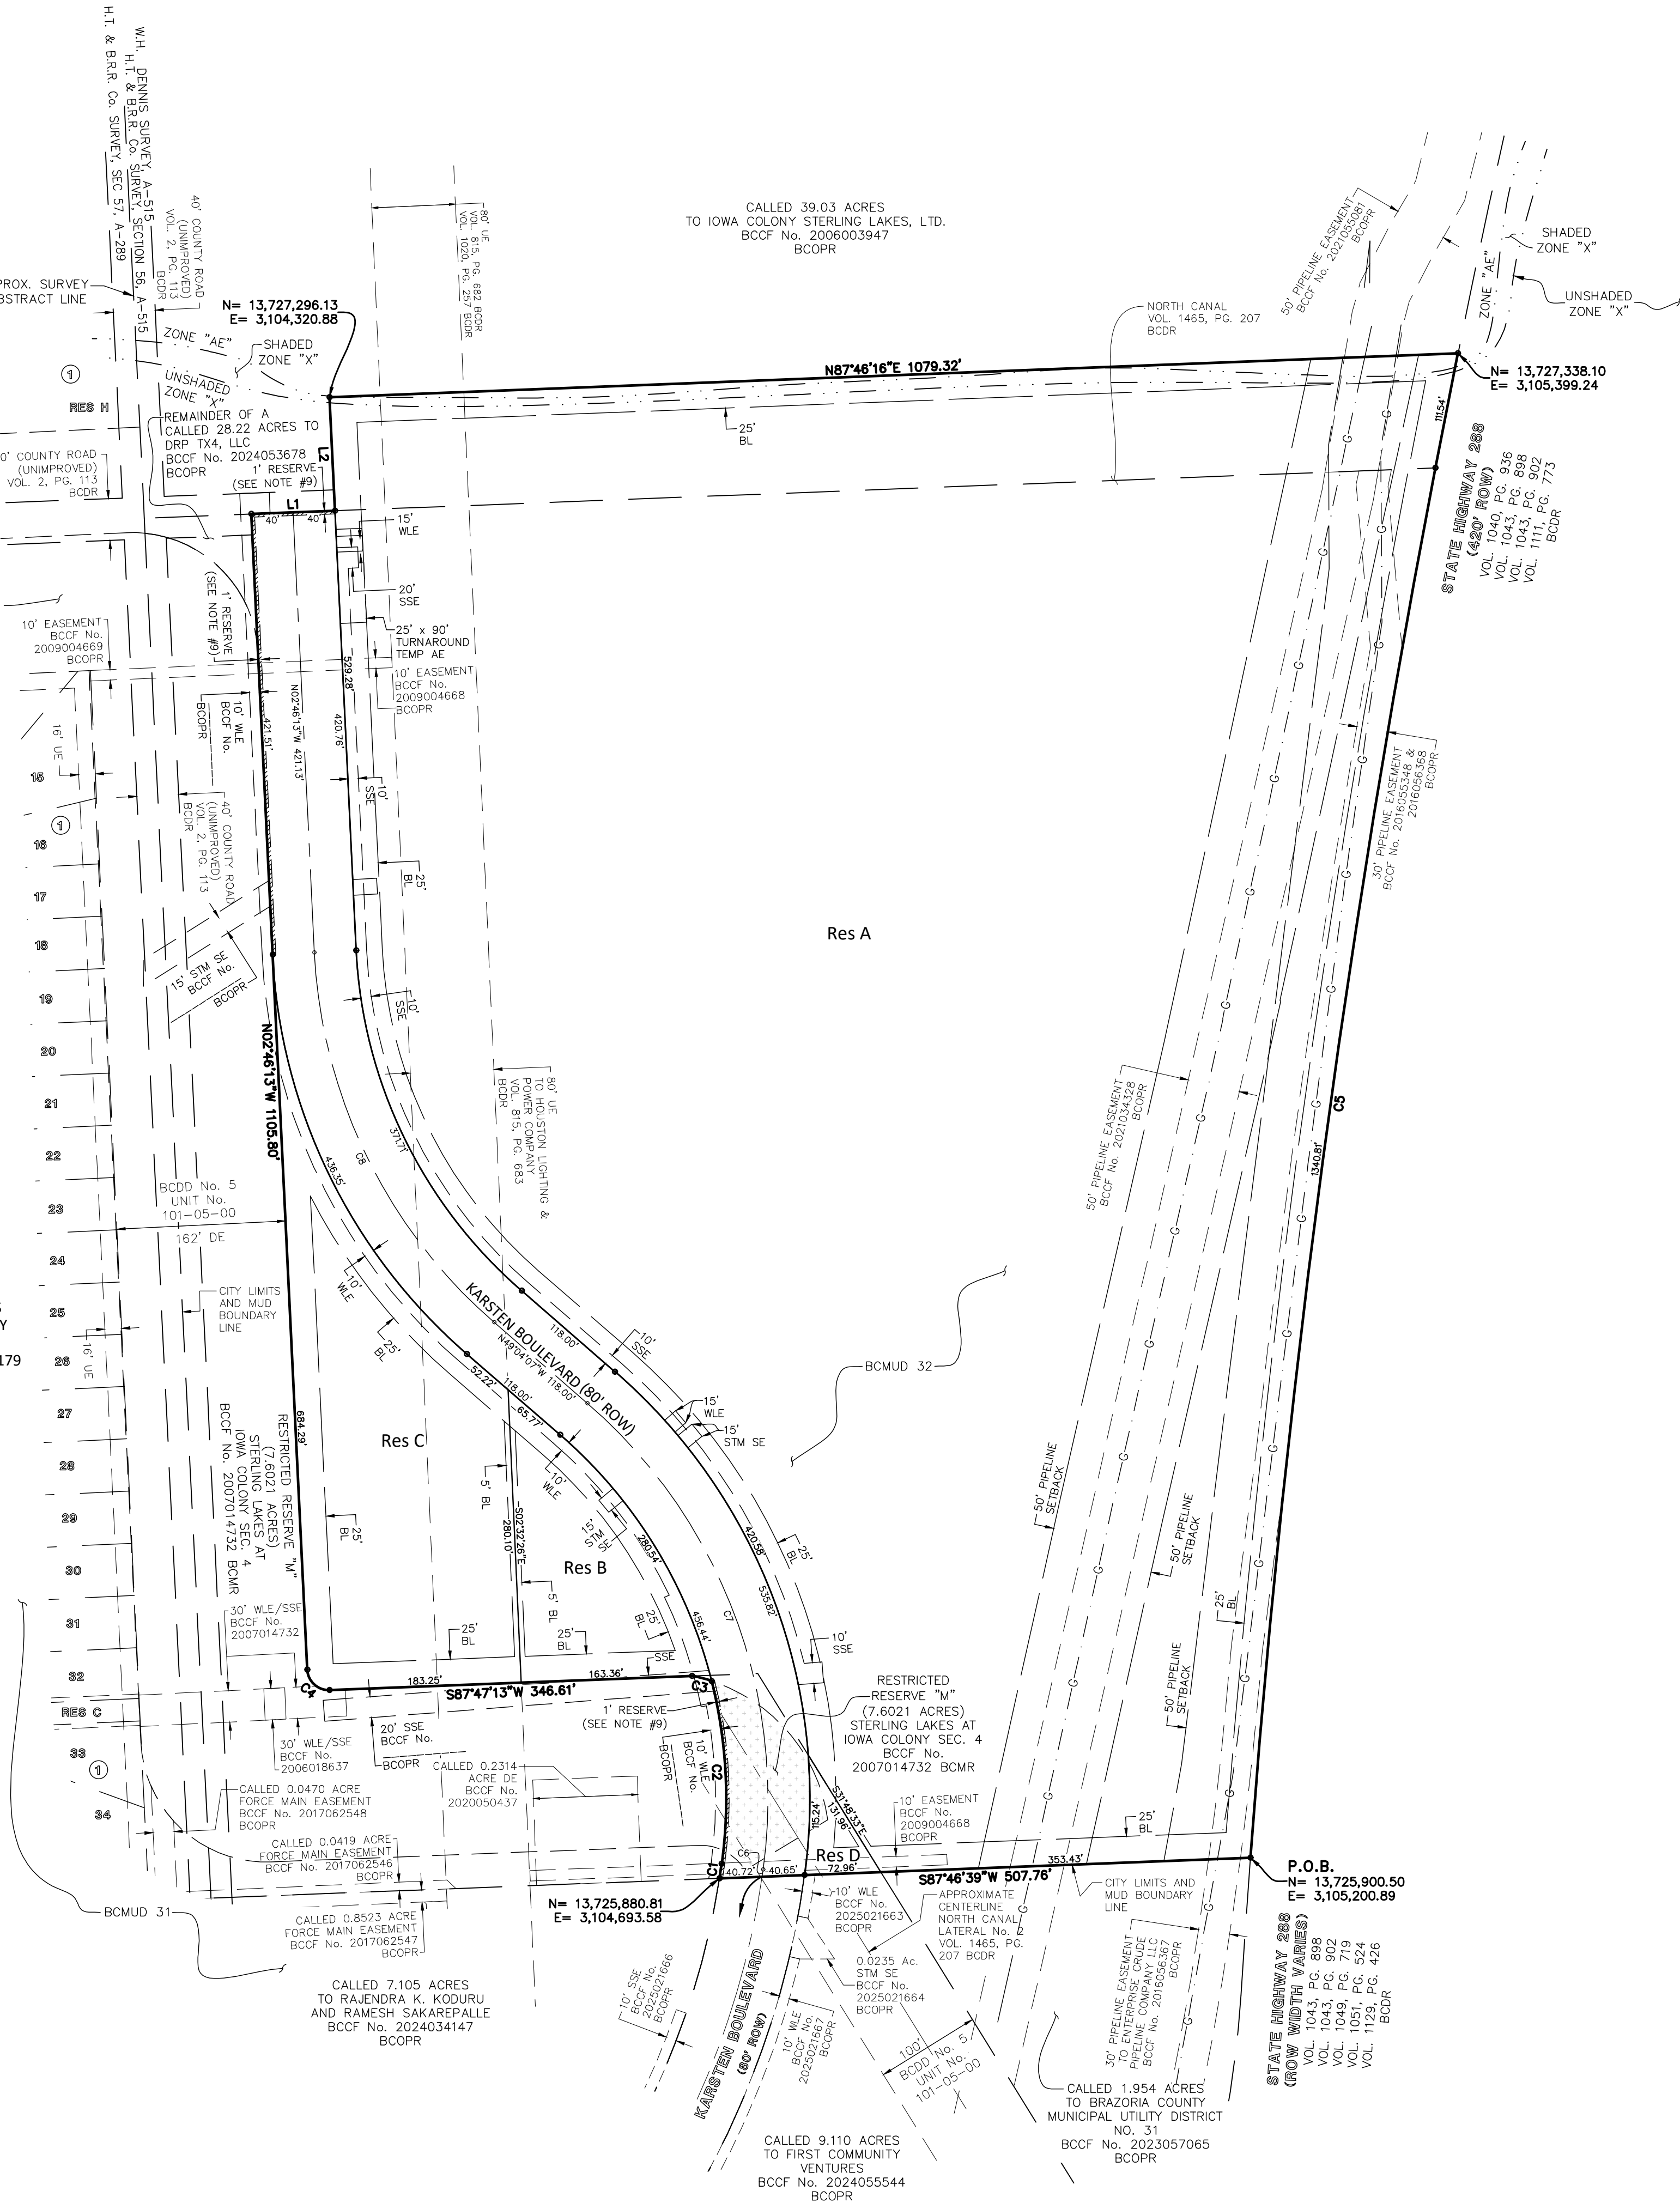 W.H. DENNIS SURVEY, A-515
H.T. & B.R.R. Co. SURVEY, SECTION 56, A-515
H.T. & B.R.R. Co. SURVEY, SEC 57, A-289
40' COUNTY ROAD
(UNIMPROVED)
VOL. 2, PG. 113
BCDR
80' UE
VOL. 815, PG. 682 BCDR
VOL. 1020, PG. 257 BCDR
CALLED 39.03 ACRES
TO IOWA COLONY STERLING LAKES, LTD.
BCCF No. 2006003947
BCOPR
50' PIPELINE EASEMENT
BCCF No. 2021055081
BCOPR
ZONE "AE"
SHADED
ZONE "X"
UNSHADED
ZONE "X"
PROX. SURVEY
BSTRACT LINE
N= 13,727,296.13
E= 3,104,320.88
NORTH CANAL
VOL. 1465, PG. 207
BCDR
ZONE "AE"
SHADED
ZONE "X"
UNSHADED
ZONE "X"
1
RES H
N87°46'16"E 1079.32'
N= 13,727,338.10
E= 3,105,399.24
111.54'
REMAINDER OF A
CALLED 28.22 ACRES TO
DRP TX4, LLC
BCCF No. 2024053678
BCOPR
25'
BL
L2
0' COUNTY ROAD
(UNIMPROVED)
VOL. 2, PG. 113
BCDR
1' RESERVE
(SEE NOTE #9)
STATE HIGHWAY 288
(420' ROW)
VOL. 1040, PG. 936
VOL. 1043, PG. 898
VOL. 1043, PG. 902
VOL. 1111, PG. 773
BCDR
L1
40'
40'
15'
WLE
20'
SSE
1' RESERVE
(SEE NOTE #9)
10' EASEMENT
BCCF No.
2009004669
BCOPR
25' x 90'
TURNAROUND
TEMP AE
529.28'
10' EASEMENT
BCCF No.
2009004668
BCOPR
N02°46'13"W 421.13'
10' WLE
BCCF No.
BCOPR
421.51'
420.76'
16' UE
15
10'
SSE
30' PIPELINE EASEMENT
BCCF No. 2016055348 &
2016056368
BCOPR
1
16
40' COUNTY ROAD
(UNIMPROVED)
VOL. 2, PG. 113
BCDR
25'
BL
17
18
Res A
15' STM SE
BCCF No.
BCOPR
19
10'
SSE
N02°46'13"W 1105.80'
20
21
80' UE
TO HOUSTON LIGHTING &
POWER COMPANY
VOL. 815, PG. 683
BCDR
50' PIPELINE EASEMENT
BCCF No. 2021034328
BCOPR
C5
1340.81'
371.71'
C8
436.35'
22
BCDD No. 5
UNIT No.
101-05-00
162' DE
23
24
10'
WLE
CITY LIMITS
AND MUD
BOUNDARY
LINE
25
Y
25'
BL
KARSTEN BOULEVARD (80' ROW)
N49°04'07"W 118.00'
118.00'
10'
SSE
179
26
16' UE
52.22'
118.00'
65.77'
BCMUD 32
27
684.29'
15'
WLE
15'
STM SE
Res C
RESTRICTED RESERVE "M"
(7.6021 ACRES)
STERLING LAKES AT
IOWA COLONY SEC. 4
BCCF No. 2007014732 BCMR
28
5' BL
10'
WLE
50' PIPELINE
SETBACK
29
25'
BL
S02°32'26"E
280.10'
15'
STM SE
280.54'
420.58'
25'
BL
50' PIPELINE
SETBACK
30
Res B
5' BL
535.82'
C7
31
30' WLE/SSE
BCCF No.
2007014732
25'
BL
25'
BL
25'
BL
456.44'
10'
SSE
25'
BL
50' PIPELINE
SETBACK
SSE
32
C4
183.25'
163.36'
S87°47'13"W 346.61'
C3
RES C
1' RESERVE
(SEE NOTE #9)
RESTRICTED
RESERVE "M"
(7.6021 ACRES)
STERLING LAKES AT
IOWA COLONY SEC. 4
BCCF No.
2007014732 BCMR
33
30' WLE/SSE
BCCF No.
2006018637
20' SSE
BCCF No.
BCOPR
10' WLE
BCCF No.
BCOPR
C2
1
CALLED 0.2314
ACRE DE
BCCF No.
2020050437
CALLED 0.0470 ACRE
FORCE MAIN EASEMENT
BCCF No. 2017062548
BCOPR
34
S31°48'33"E
131.96'
115.24'
10' EASEMENT
BCCF No.
2009004668
BCOPR
25'
BL
CALLED 0.0419 ACRE
FORCE MAIN EASEMENT
BCCF No. 2017062546
BCOPR
C1
C6
40.72'
40.65'
Res D
72.96'
353.43'
S87°46'39"W 507.76'
P.O.B.
N= 13,725,900.50
E= 3,105,200.89
CITY LIMITS AND
MUD BOUNDARY
LINE
N= 13,725,880.81
E= 3,104,693.58
10' WLE
BCCF No.
2025021663
BCOPR
APPROXIMATE
CENTERLINE
NORTH CANAL
LATERAL No. 2
VOL. 1465, PG.
207 BCDR
BCMUD 31
CALLED 0.8523 ACRE
FORCE MAIN EASEMENT
BCCF No. 2017062547
BCOPR
STATE HIGHWAY 288
(ROW WIDTH VARIES)
VOL. 1043, PG. 898
VOL. 1043, PG. 902
VOL. 1049, PG. 719
VOL. 1051, PG. 524
VOL. 1129, PG. 426
BCDR
CALLED 7.105 ACRES
TO RAJENDRA K. KODURU
AND RAMESH SAKAREPALLE
BCCF No. 2024034147
BCOPR
10' SSE
BCCF No.
2025021666
BCOPR
KARSTEN BOULEVARD
(80' ROW)
10' WLE
BCCF No.
2025021667
BCOPR
0.0235 Ac.
STM SE
BCCF No.
2025021664
BCOPR
100'
BCDD No. 5
UNIT No.
101-05-00
30' PIPELINE EASEMENT
TO ENTERPRISE CRUDE
PIPELINE COMPANY LLC
BCCF No. 2016056367
BCOPR
CALLED 1.954 ACRES
TO BRAZORIA COUNTY
MUNICIPAL UTILITY DISTRICT
NO. 31
BCCF No. 2023057065
BCOPR
CALLED 9.110 ACRES
TO FIRST COMMUNITY
VENTURES
BCCF No. 2024055544
BCOPR